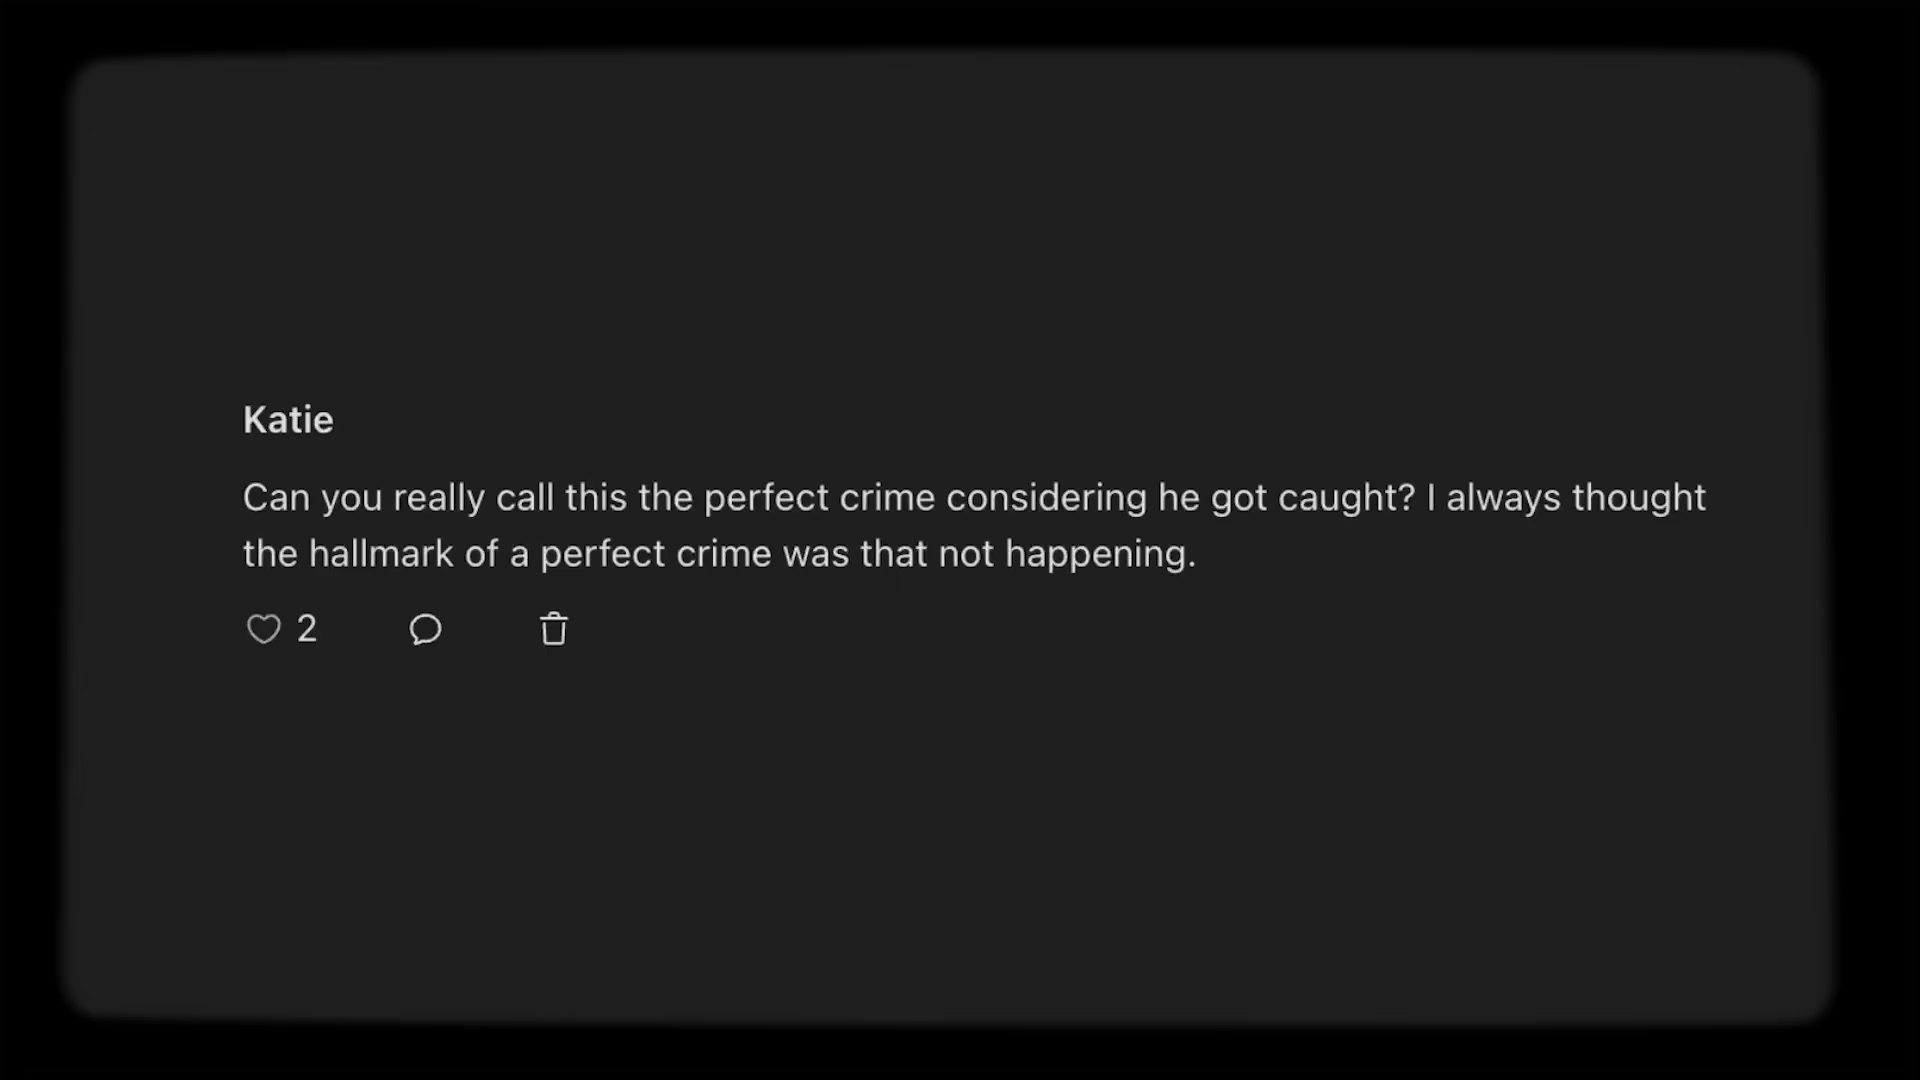 Katie
Can you really call this the perfect crime considering he got caught? I always thought
the hallmark of a perfect crime was that not happening.
2